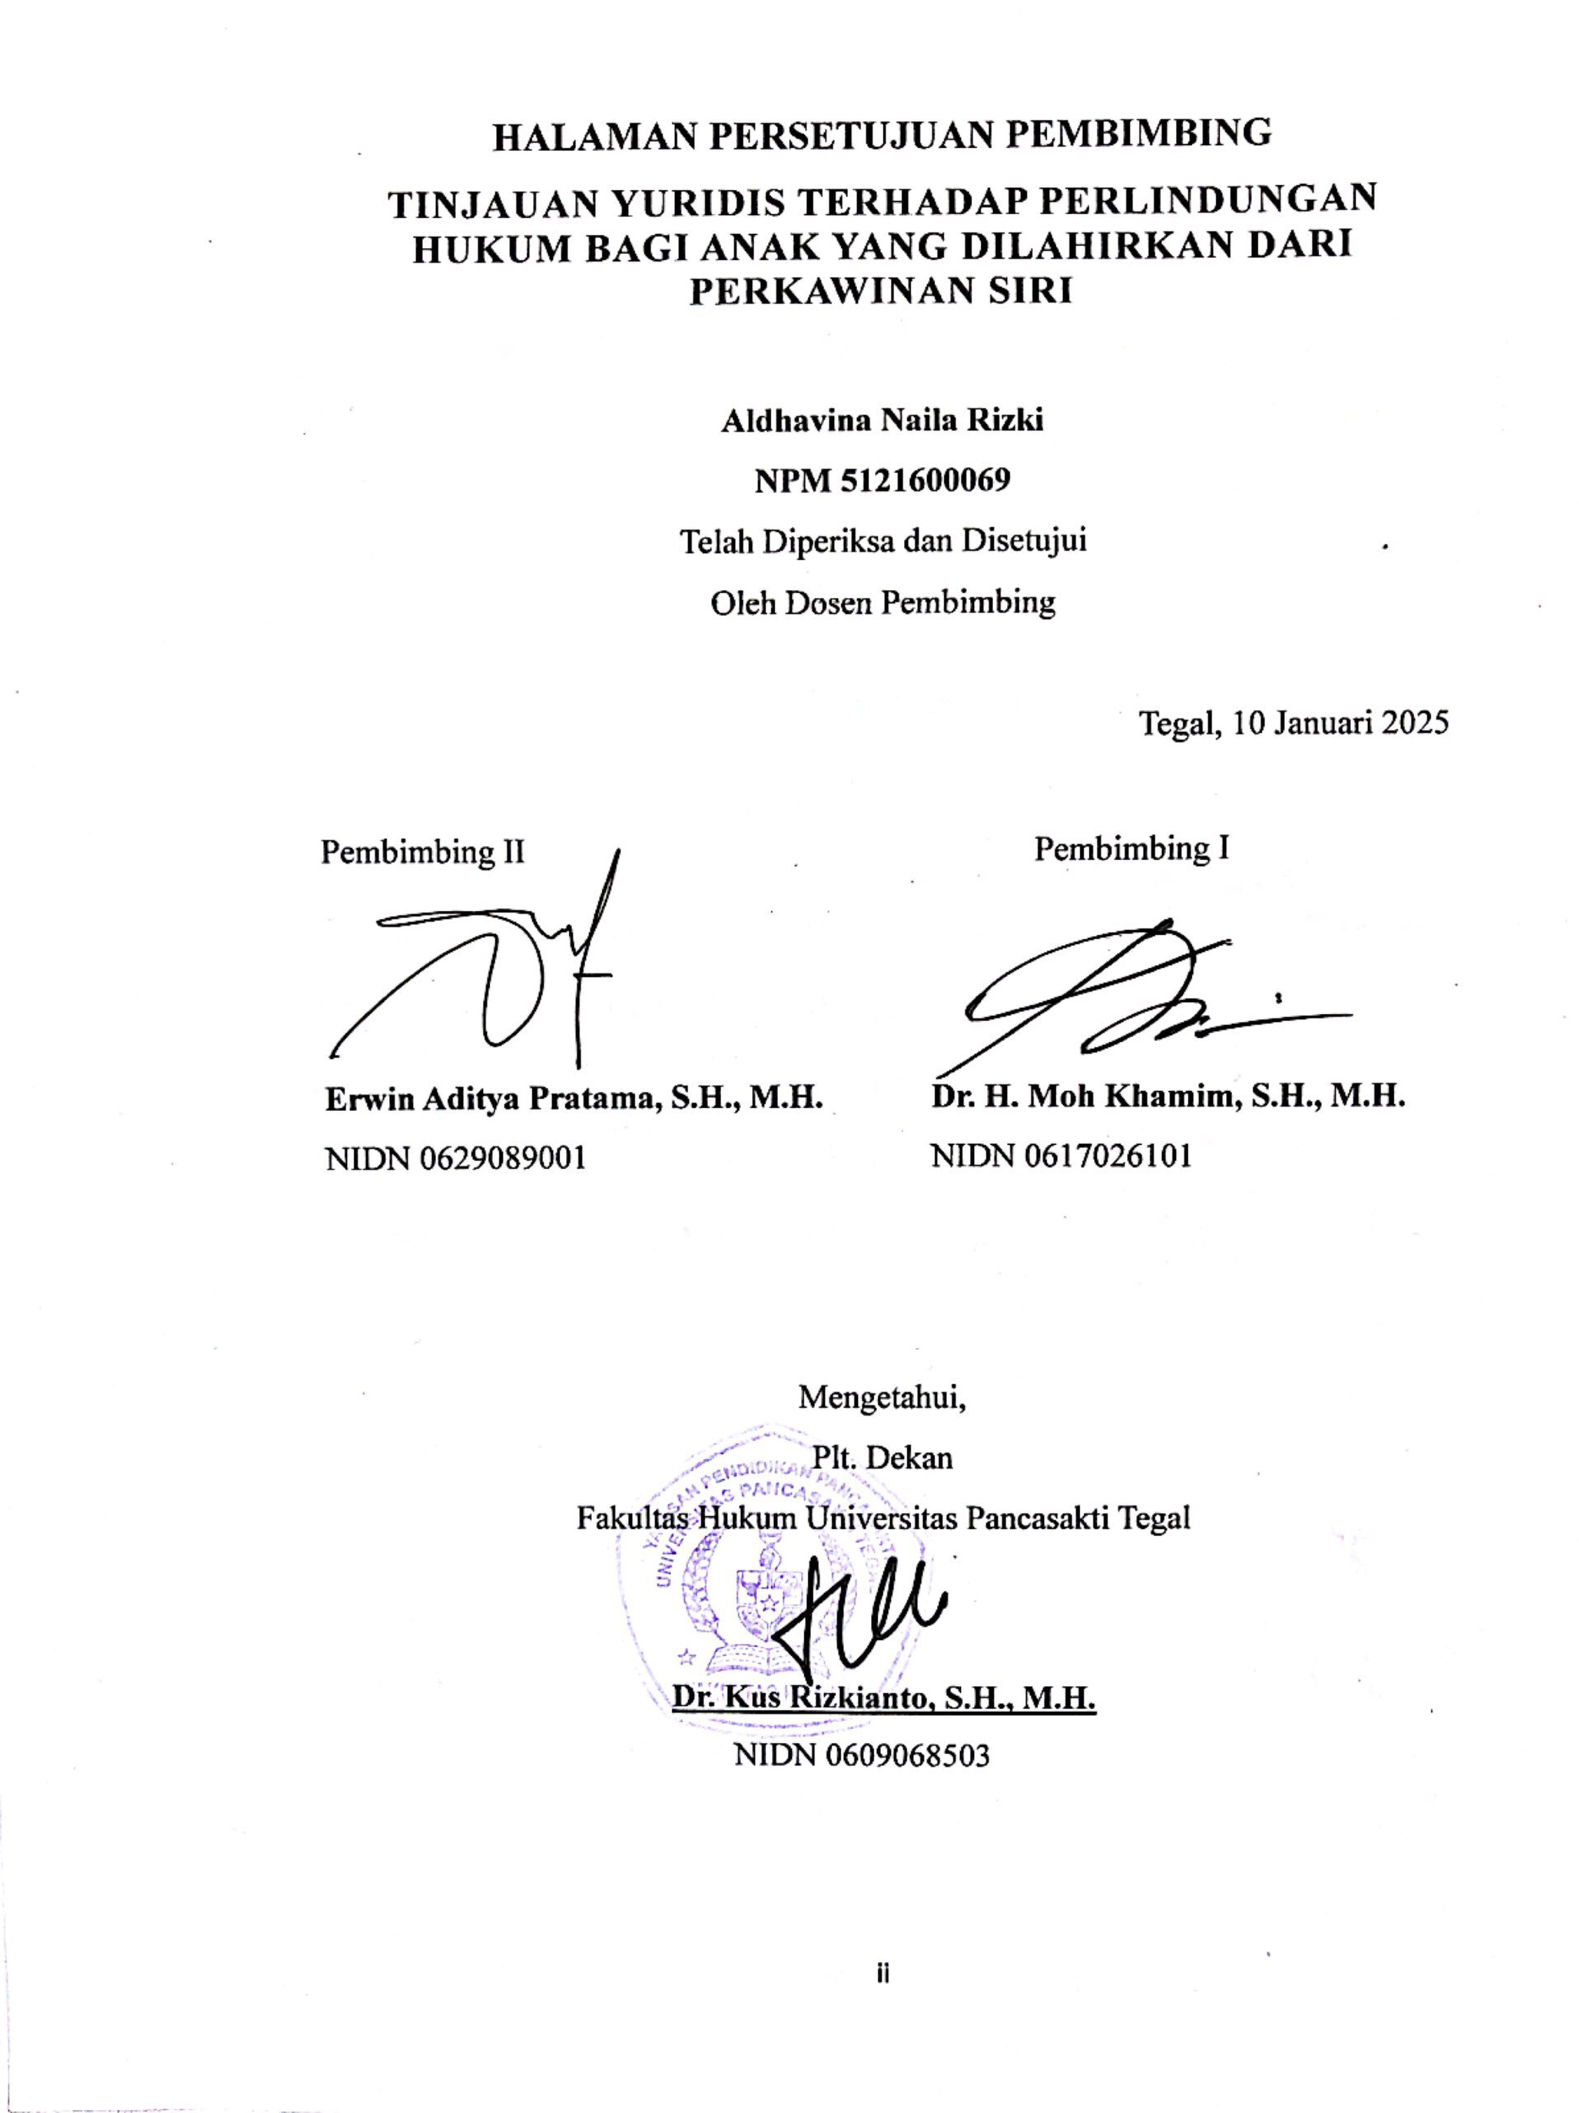 HALAMAN PERSETUJUAN PEMBIMBING
TINJAUAN YURIDIS TERHADAP PERLINDUNGAN
HUKUM BAGI ANAK YANG DILAHIRKAN DARI
PERKAWINAN SIRI
Aldhavina Naila Rizki
NPM 5121600069
Telah Diperiksa dan Disetujui
Oleh Dosen Pembimbing
Tegal, 10 Januari 2025
Pembimbing II
Pembimbing I
Erwin Aditya Pratama, S.H., M.H.
Dr. H. Moh Khamim, S.H., M.H.
NIDN 0629089001
NIDN 0617026101
Mengetahui,
Plt. Dekan
PENDIDIKAN
UNIVERSITAS
Fakultas Hukum Universitas Pancasakti Tegal
Dr. Kus Rizkianto, S.H., M.H.
NIDN 0609068503
ii